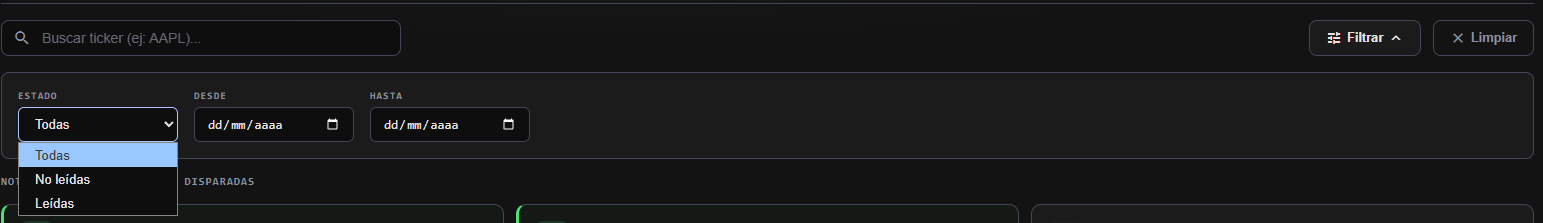 Buscar ticker (ej: AAPL)...
Filtrar
Limpiar
ESTADO
DESDE
HASTA
Todas
dd/mm/aaaa
dd/mm/aaaa
Todas
No leídas
Leídas
DISPARADAS